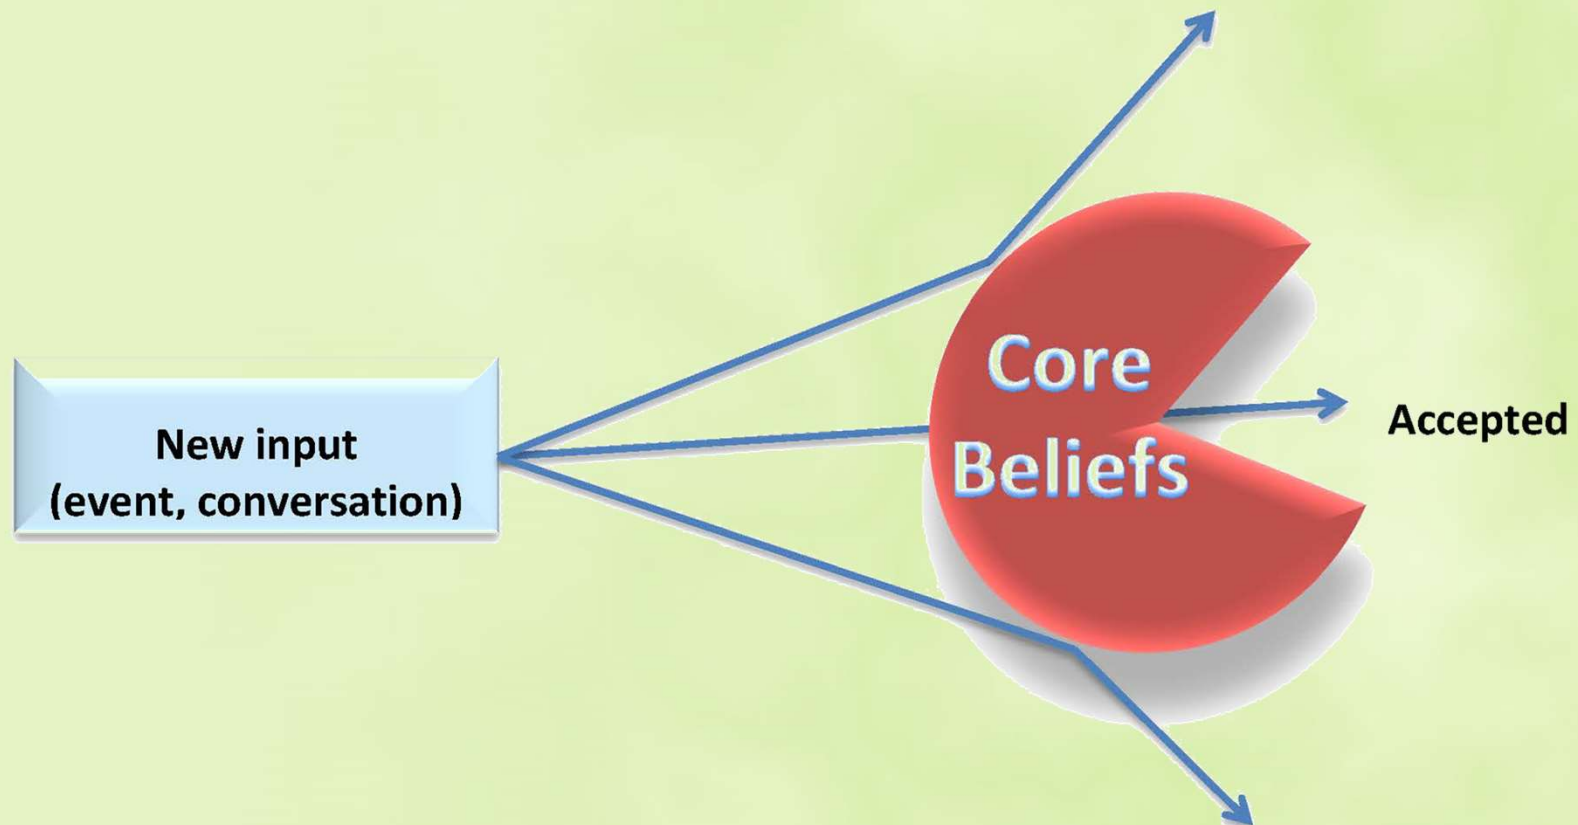 New input
(event, conversation)
Core
Beliefs
Accepted